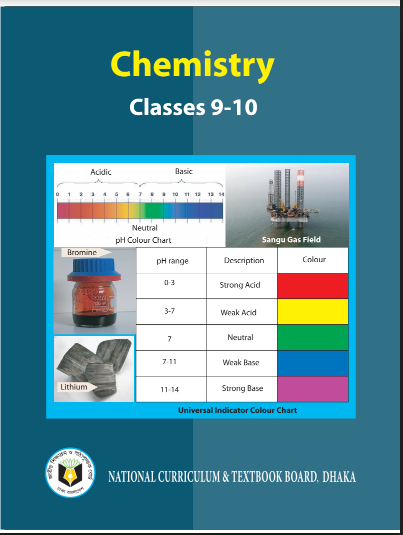 Chemistry
Classes 9-10
Acidic Basic
0 1 2 3 4 5 6 7 8 9 10 11 12 13 14
Neutral
pH Colour Chart
Sangu Gas Field
Bromine
Lithium
pH range Description Colour
0-3 Strong Acid
3-7 Weak Acid
7 Neutral
7-11 Weak Base
11-14 Strong Base
Universal Indicator Colour Chart
NATIONAL CURRICULUM & TEXTBOOK BOARD, DHAKA